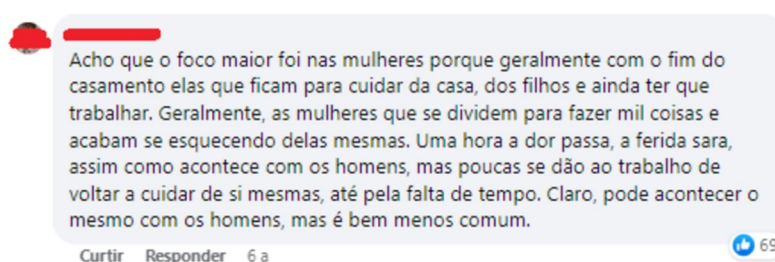 Acho que o foco maior foi nas mulheres porque geralmente com o fim do
casamento elas que ficam para cuidar da casa, dos filhos e ainda ter que
trabalhar. Geralmente, as mulheres que se dividem para fazer mil coisas e
acabam se esquecendo delas mesmas. Uma hora a dor passa, a ferida sara,
assim como acontece com os homens, mas poucas se dão ao trabalho de
voltar a cuidar de si mesmas, até pela falta de tempo. Claro, pode acontecer o
mesmo com os homens, mas é bem menos comum.
69
Curtir Responder 6 a